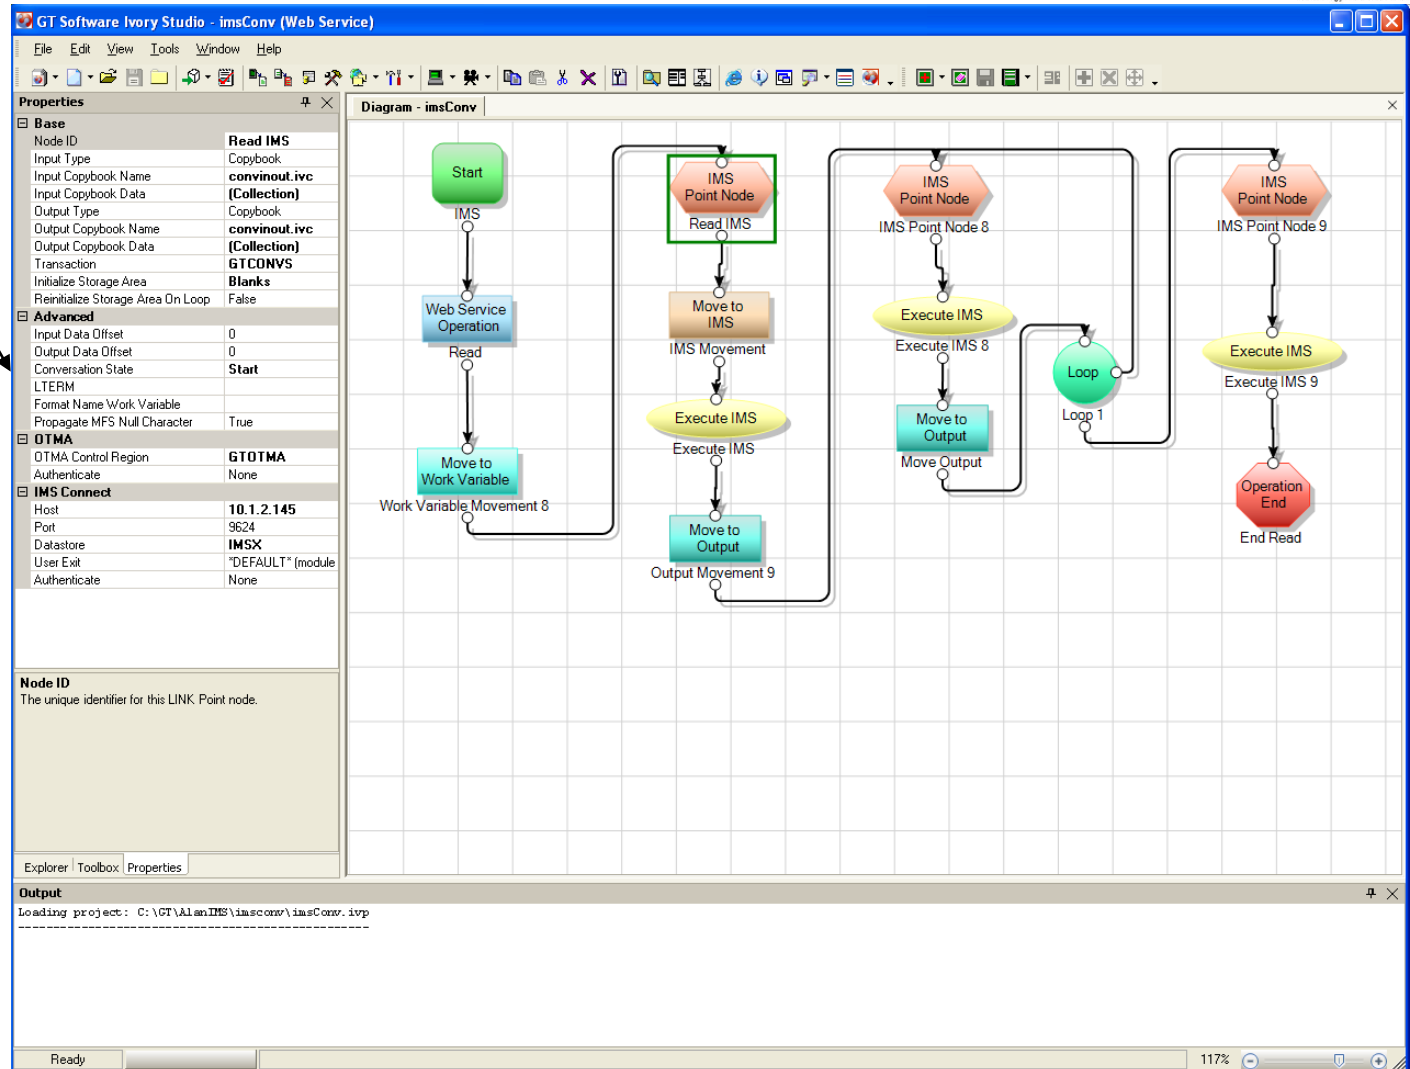 GT Software Ivory Studio - imsConv (Web Service)
File Edit View Tools Window Help
Properties
Base
Node ID Read IMS
Input Type Copybook
Input Copybook Name convinout.ivc
Input Copybook Data (Collection)
Output Type Copybook
Output Copybook Name convinout.ivc
Output Copybook Data (Collection)
Transaction GTCONVS
Initialize Storage Area Blanks
Reinitialize Storage Area On Loop False
Advanced
Input Data Offset 0
Output Data Offset 0
Conversation State Start
LTERM
Format Name Work Variable
Propagate MFS Null Character True
OTMA
OTMA Control Region GTOTMA
Authenticate None
IMS Connect
Host 10.1.2.145
Port 9624
Datastore IMSX
User Exit *DEFAULT* (module
Authenticate None
Node ID
The unique identifier for this LINK Point node.
Explorer Toolbox Properties
Diagram - imsConv
Start
IMS
Web Service
Operation
Read
Move to
Work Variable
Work Variable Movement 8
IMS
Point Node
Read IMS
Move to
IMS
IMS Movement
Execute IMS
Execute IMS
Move to
Output
Output Movement 9
IMS
Point Node
IMS Point Node 8
Execute IMS
Execute IMS 8
Move to
Output
Move Output
Loop
Loop 1
IMS
Point Node
IMS Point Node 9
Execute IMS
Execute IMS 9
Operation
End
End Read
Output
Loading project: C:\GT\AlanIMS\imsconv\imsConv.ivp
--------------------------------------------------
Ready
117%